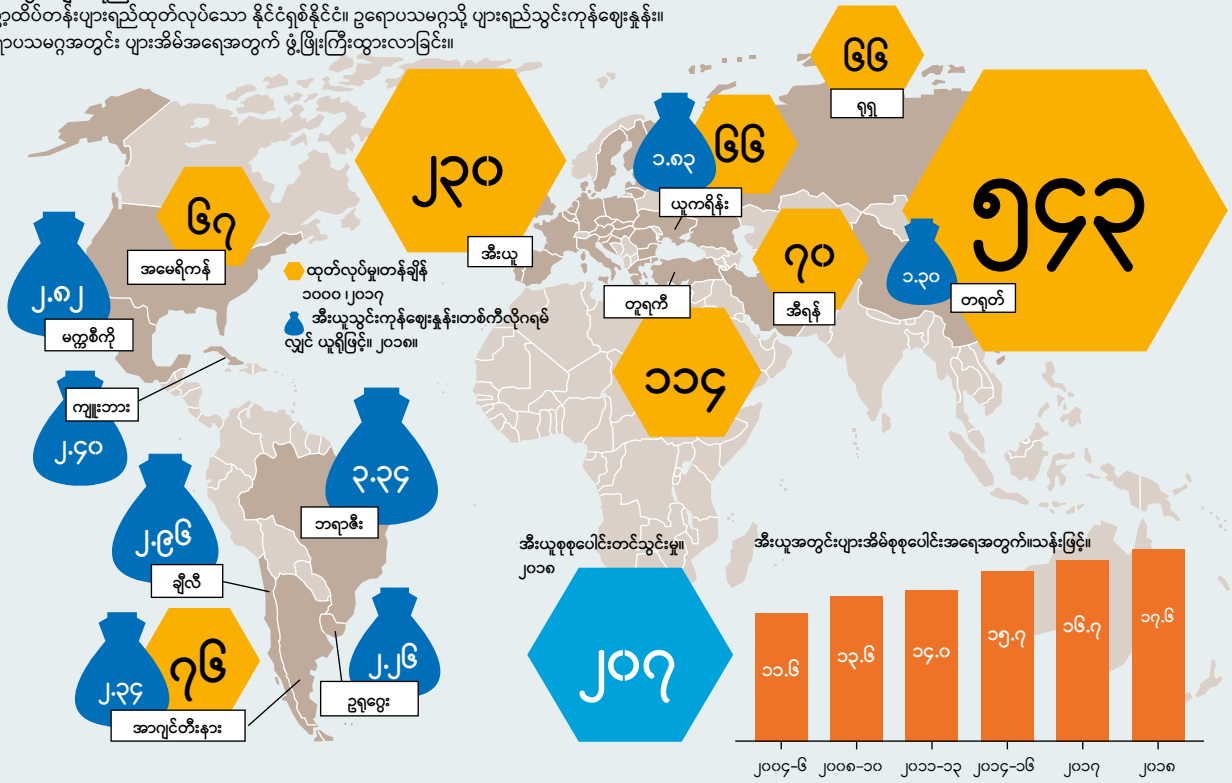 ထိပ်တန်းပျားရည်ထုတ်လုပ်သော နိုင်ငံရှစ်နိုင်ငံ။ ဥရောပသမဂ္ဂသို့ ပျားရည်သွင်းကုန်ဈေးနှုန်း။
ရောပသမဂ္ဂအတွင်း ပျားအိမ်အရေအတွက် ဖွံ့ဖြိုးကြီးထွားလာခြင်း။
၆၆
ရုရှ
၂၃၀
အီးယူ
၁.၈၃
၆၆
ယူကရိန်း
၅၄၃
၁.၃၀
တရုတ်
၆၇
အမေရိကန်
၂.၈၂
မက္ကစီကို
ထုတ်လုပ်မှု၊တန်ချိန်
၁၀၀၀ ၊၂၀၁၇
အီးယူသွင်းကုန်ဈေးနှုန်း၊တစ်ကီလိုဂရမ်
လျှင် ယူရိုဖြင့်။ ၂၀၁၈။
တူရကီ
၁၁၄
၇၀
အီရန်
ကျူးဘား
၂.၄၀
၃.၃၄
ဘရာဇီး
၂.၉၆
ချီလီ
၂.၃၄
၇၆
အာဂျင်တီးနား
၂.၂၆
ဥရုဂွေး
အီးယူစုစုပေါင်းတင်သွင်းမှု။
၂၀၁၈
၂၀၇
အီးယူအတွင်းပျားအိမ်စုစုပေါင်းအရေအတွက်။သန်းဖြင့်။
၁၁.၆
၁၃.၆
၁၄.၀
၁၅.၇
၁၆.၇
၁၇.၆
၂၀၀၄-၆
၂၀၀၈-၁၀
၂၀၁၁-၁၃
၂၀၁၄-၁၆
၂၀၁၇
၂၀၁၈